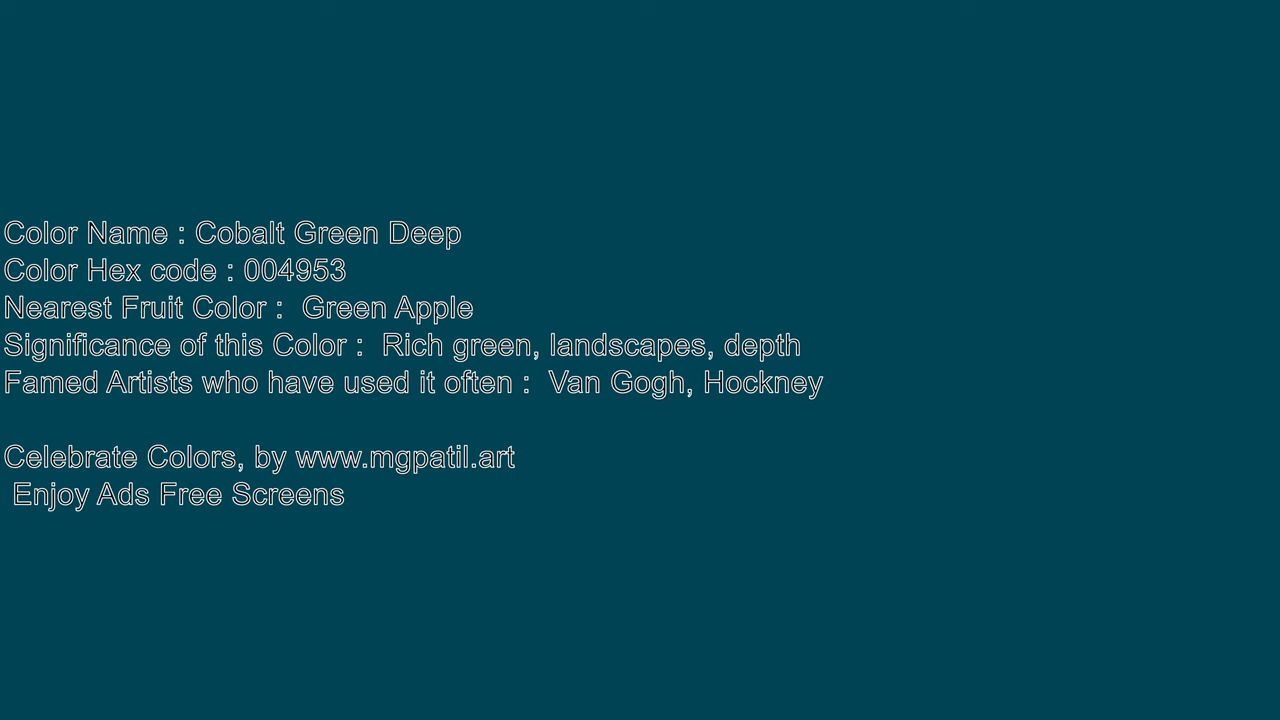 Color Name : Cobalt Green Deep
Color Hex code : 004953
Nearest Fruit Color :  Green Apple
Significance of this Color :  Rich green, landscapes, depth
Famed Artists who have used it often :  Van Gogh, Hockney
Celebrate Colors, by www.mgpatil.art
Enjoy Ads Free Screens